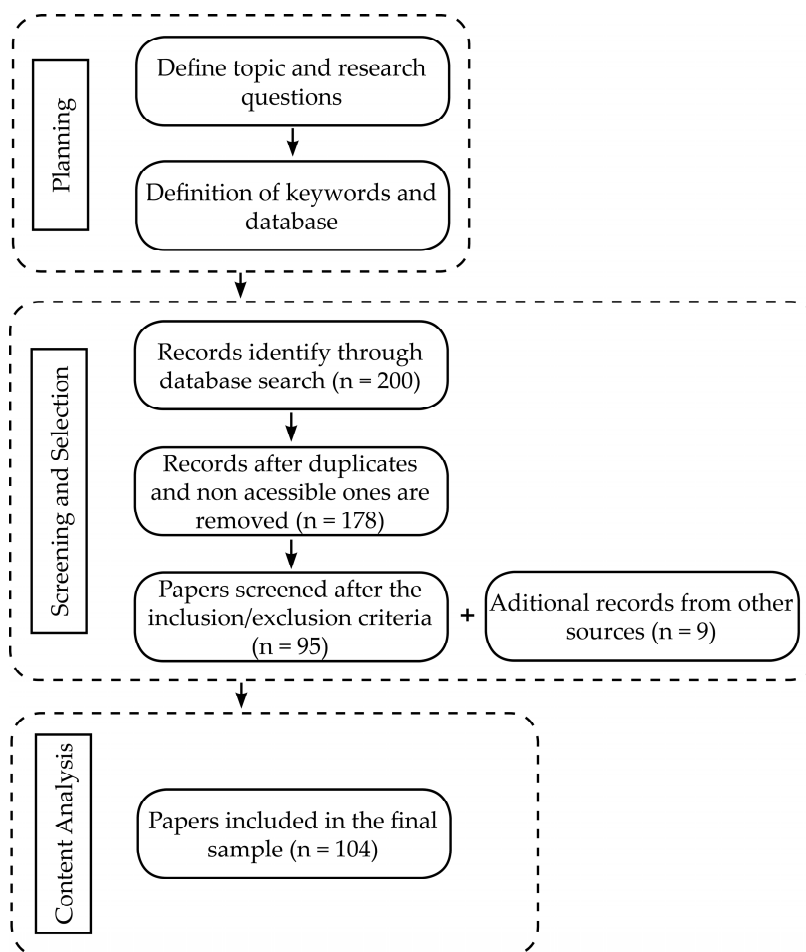 Planning
Define topic and research
questions
Definition of keywords and
database
Screening and Selection
Records identify through
database search (n = 200)
Records after duplicates
and non acessible ones are
removed (n = 178)
Papers screened after the
inclusion/exclusion criteria
(n = 95)
+
Aditional records from other
sources (n = 9)
Content Analysis
Papers included in the final
sample (n = 104)